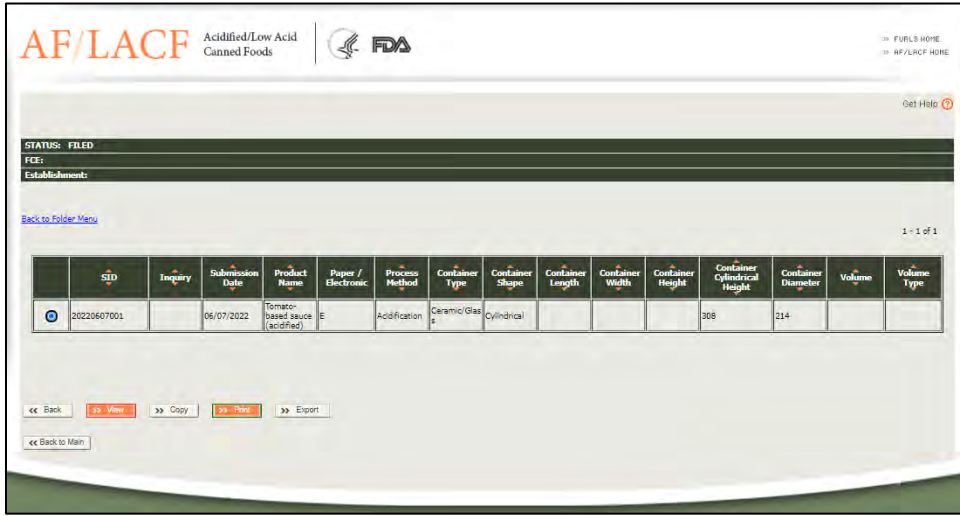 AF/LACF Acidified/Low Acid Canned Foods FDA
>> FURLS HOME
>> AF/LACF HOME
Get Help ?
STATUS: FILED
FCE:
Establishment:
Back to Folder Menu
1 - 1 of 1
SID Inquiry Submission Date Product Name Paper / Electronic Process Method Container Type Container Shape Container Length Container Width Container Height Container Cylindrical Height Container Diameter Volume Volume Type
20220607001 06/07/2022 Tomato-based sauce (acidified) E Acidification Ceramic/Glass Cylindrical 308 214
<< Back >> View >> Copy >> Print >> Export
<< Back to Main